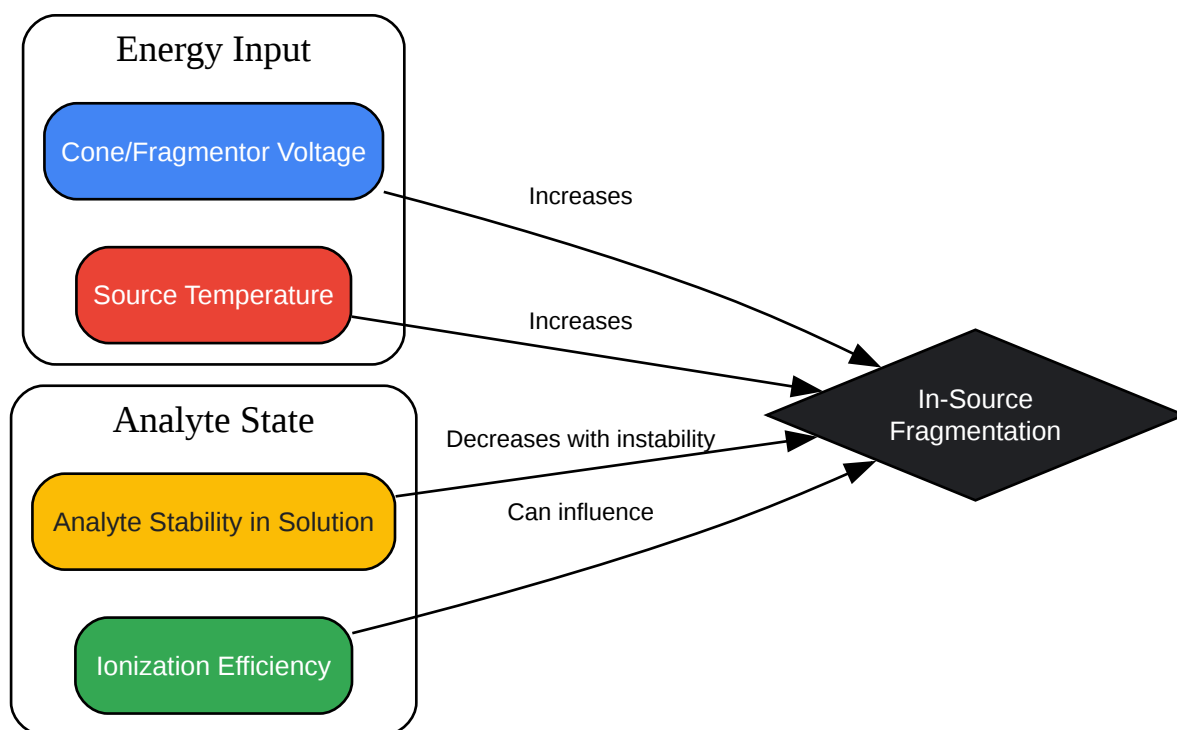 Energy Input
Cone/Fragmentor Voltage
Increases
Source Temperature
Increases
In-Source
Fragmentation
Analyte State
Decreases with instability
Analyte Stability in Solution
Can influence
Ionization Efficiency